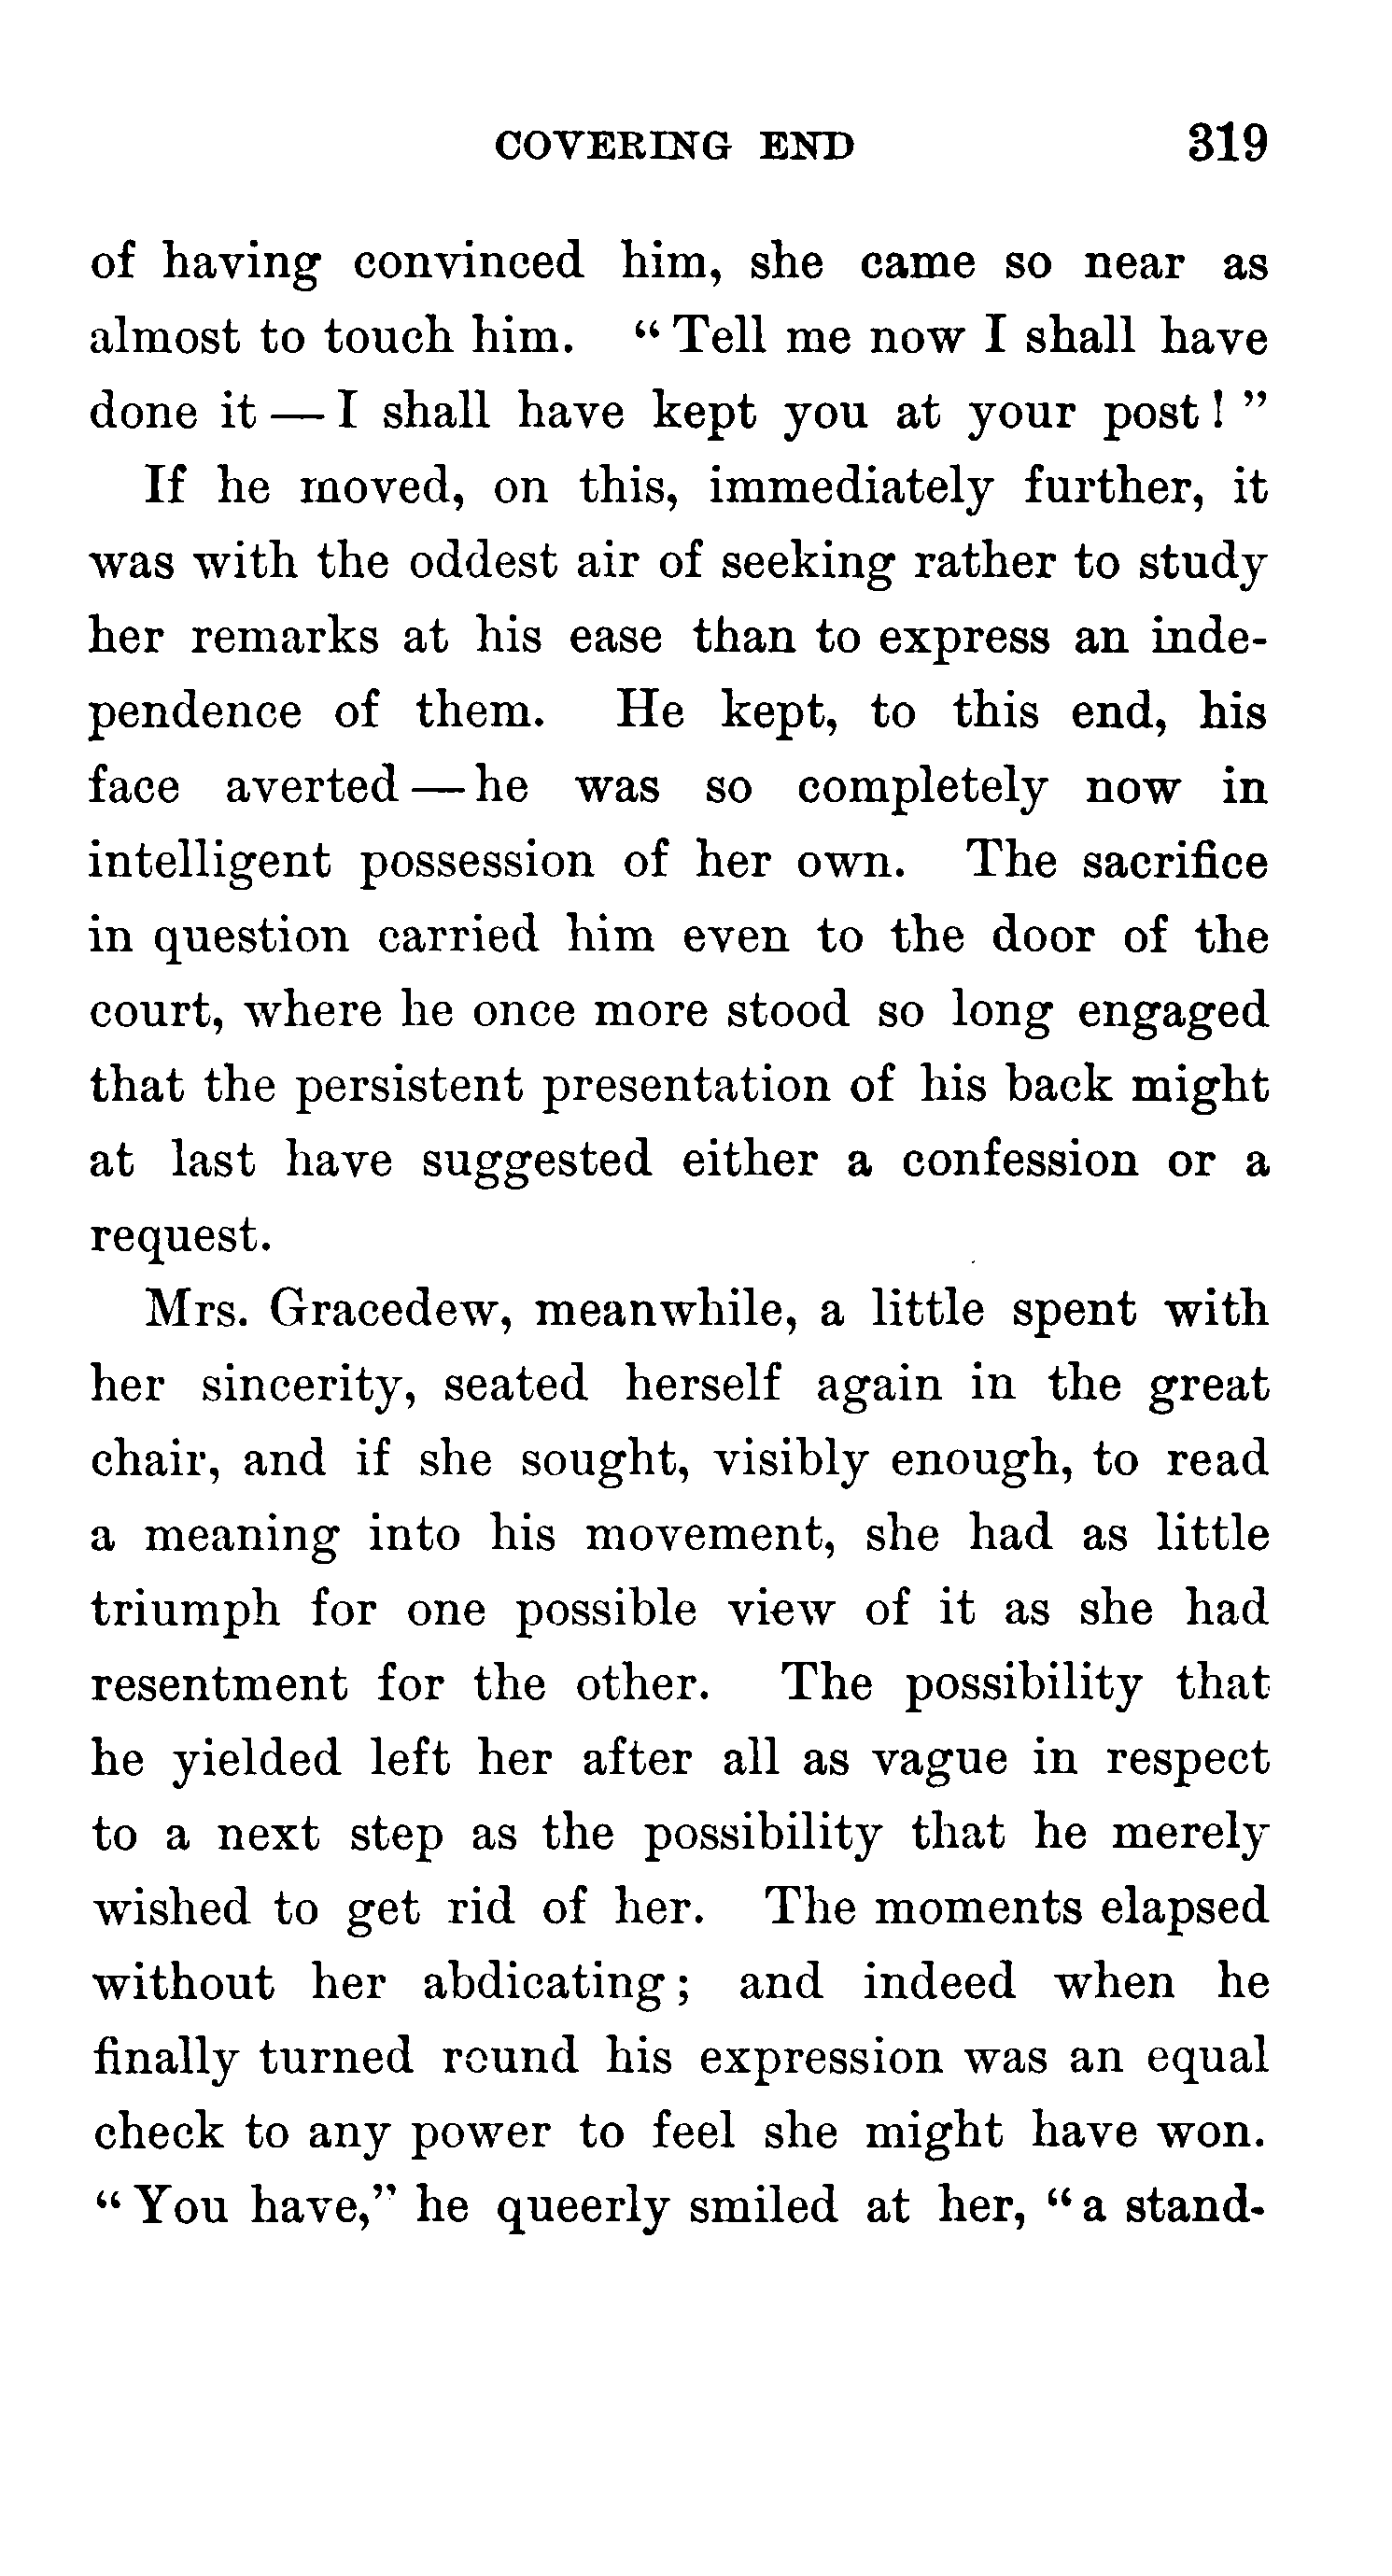 COVERING END 319
of having convinced him, she came so near as
almost to touch him. “Tell me now I shall have
done it — I shall have kept you at your post!”
If he moved, on this, immediately further, it
was with the oddest air of seeking rather to study
her remarks at his ease than to express an inde-
pendence of them. He kept, to this end, his
face averted — he was so completely now in
intelligent possession of her own. The sacrifice
in question carried him even to the door of the
court, where he once more stood so long engaged
that the persistent presentation of his back might
at last have suggested either a confession or a
request.
Mrs. Gracedew, meanwhile, a little spent with
her sincerity, seated herself again in the great
chair, and if she sought, visibly enough, to read
a meaning into his movement, she had as little
triumph for one possible view of it as she had
resentment for the other. The possibility that
he yielded left her after all as vague in respect
to a next step as the possibility that he merely
wished to get rid of her. The moments elapsed
without her abdicating; and indeed when he
finally turned round his expression was an equal
check to any power to feel she might have won.
“You have,” he queerly smiled at her, “a stand-